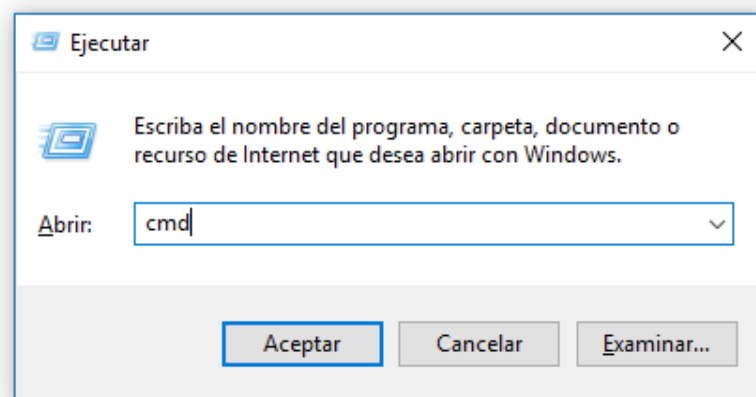 Ejecutar
Escriba el nombre del programa, carpeta, documento o
recurso de Internet que desea abrir con Windows.
Abrir: cmd
Aceptar Cancelar Examinar...